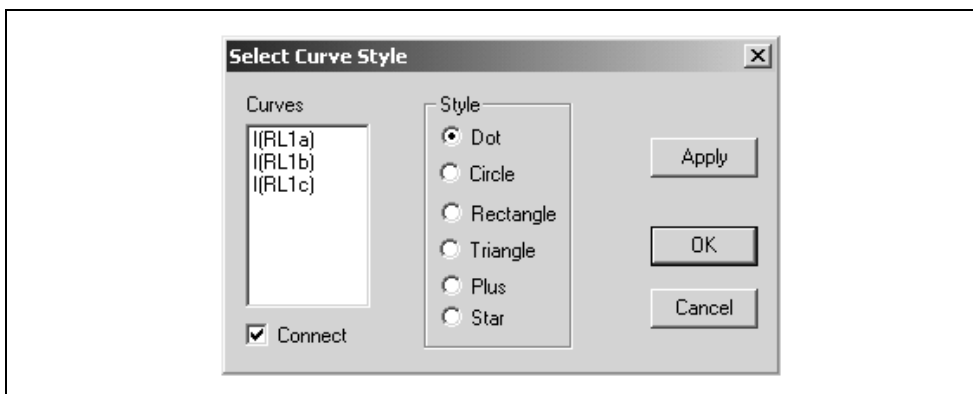 Select Curve Style
Curves
I(RL1a)
I(RL1b)
I(RL1c)
Connect
Style
Dot
Circle
Rectangle
Triangle
Plus
Star
Apply
OK
Cancel